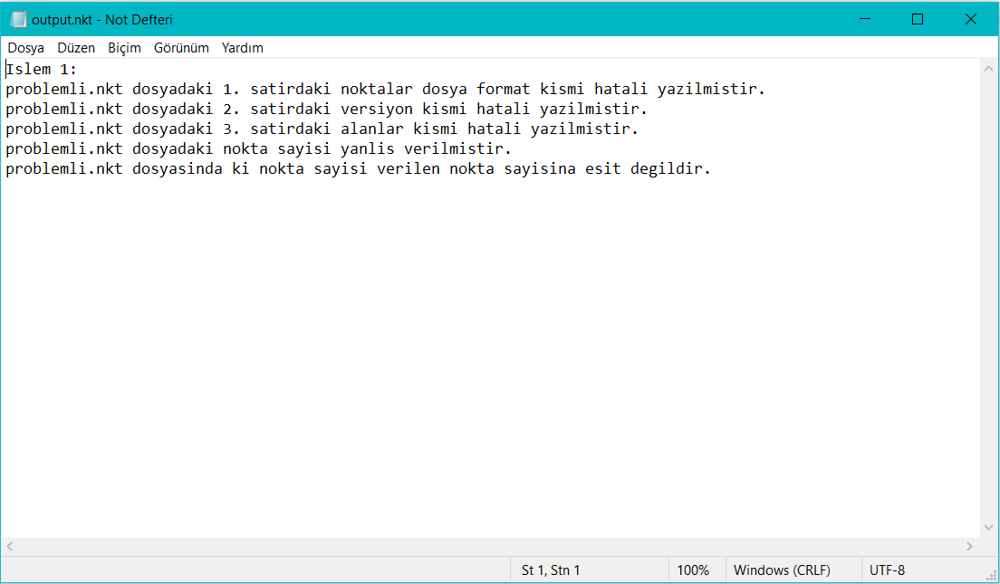 output.nkt - Not Defteri
Dosya Düzen Biçim Görünüm Yardım
Islem 1:
problemli.nkt dosyadaki 1. satirdaki noktalar dosya format kismi hatali yazilmistir.
problemli.nkt dosyadaki 2. satirdaki versiyon kismi hatali yazilmistir.
problemli.nkt dosyadaki 3. satirdaki alanlar kismi hatali yazilmistir.
problemli.nkt dosyadaki nokta sayisi yanlis verilmistir.
problemli.nkt dosyasinda ki nokta sayisi verilen nokta sayisina esit degildir.
St 1, Stn 1 100% Windows (CRLF) UTF-8